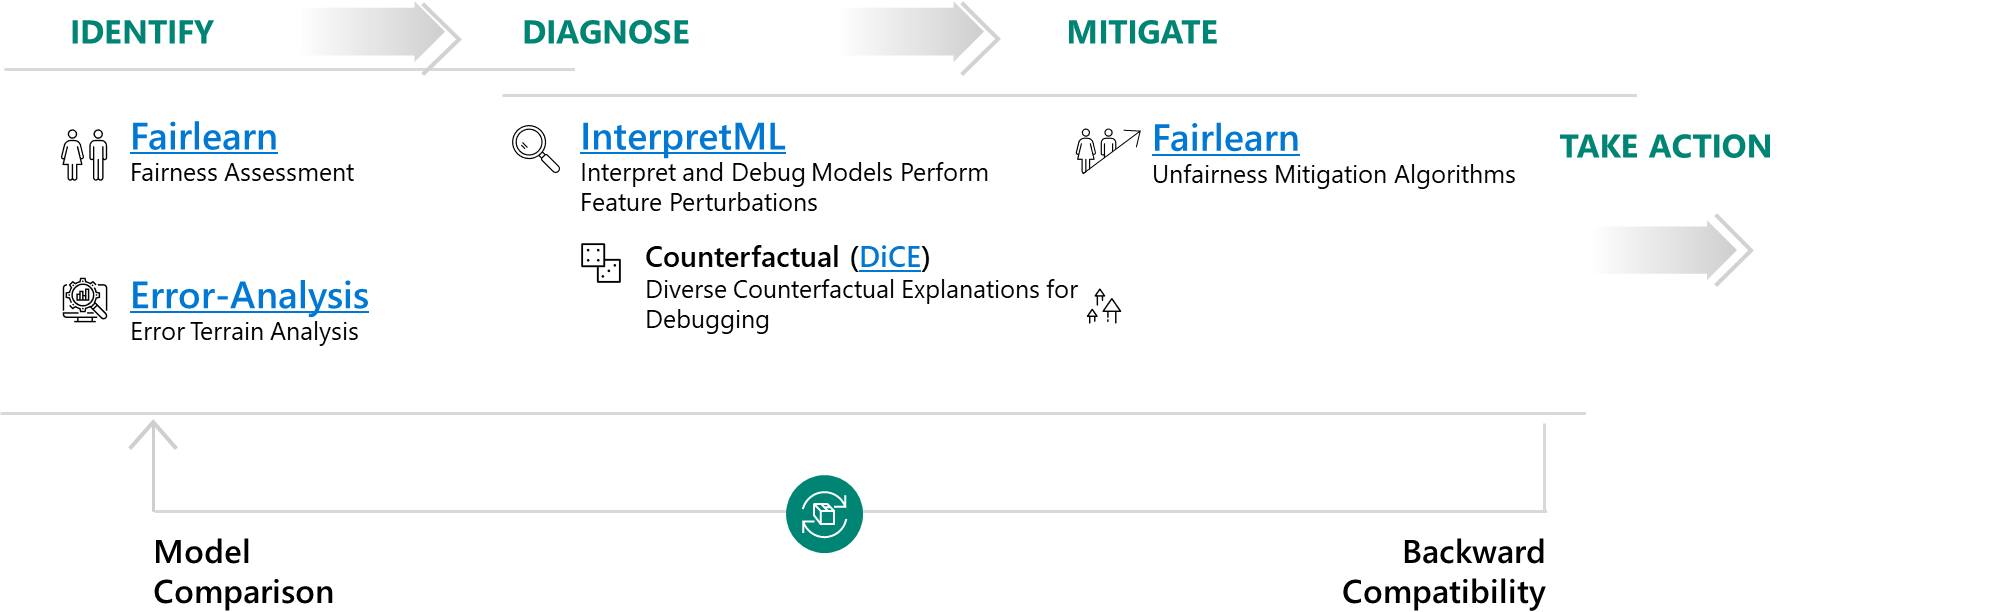 IDENTIFY
DIAGNOSE
MITIGATE
Fairlearn
Fairness Assessment
Error-Analysis
Error Terrain Analysis
InterpretML
Interpret and Debug Models Perform
Feature Perturbations
Counterfactual (DiCE)
Diverse Counterfactual Explanations for
Debugging
Fairlearn
Unfairness Mitigation Algorithms
TAKE ACTION
Model
Comparison
Backward
Compatibility